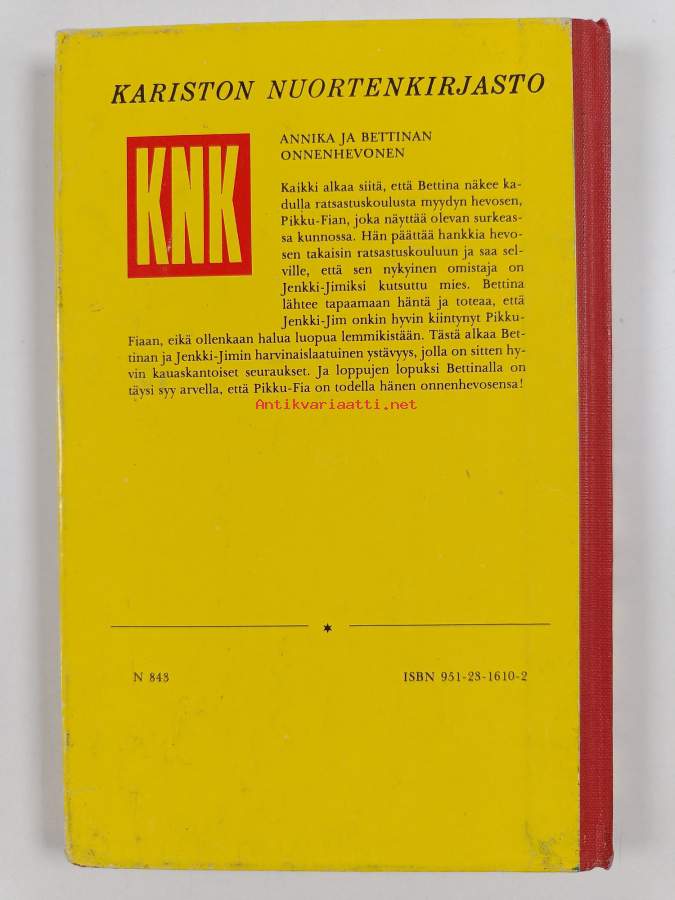 KARISTON NUORTENKIRJASTO
KNK
ANNIKA JA BETTINAN
ONNENHEVONEN
Kaikki alkaa siitä, että Bettina näkee ka-
dulla ratsastuskoulusta myydyn hevosen,
Pikku-Fian, joka näyttää olevan surkeas-
sa kunnossa. Hän päättää hankkia hevo-
sen takaisin ratsastuskouluun ja saa sel-
ville, että sen nykyinen omistaja on
Jenkki-Jimiksi kutsuttu mies. Bettina
lähtee tapaamaan häntä ja toteaa, että
Jenkki-Jim onkin hyvin kiintynyt Pikku-
Fiaan, eikä ollenkaan halua luopua lemmikistään. Tästä alkaa Bet-
tinan ja Jenkki-Jimin harvinaislaatuinen ystävyys, jolla on sitten hy-
vin kauaskantoiset seuraukset. Ja loppujen lopuksi Bettinalla on
täysi syy arvella, että Pikku-Fia on todella hänen onnenhevosensa!
Antikvariaatti.net
N 843
ISBN 951-23-1610-2